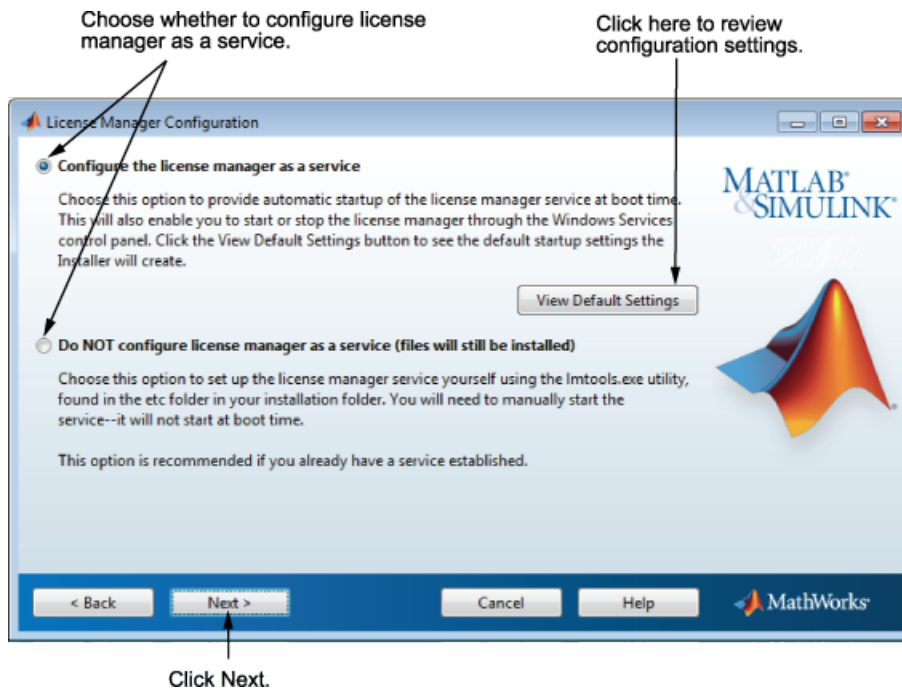 Choose whether to configure license
manager as a service.
Click here to review
configuration settings.
License Manager Configuration
Configure the license manager as a service
Choose this option to provide automatic startup of the license manager service at boot time.
This will also enable you to start or stop the license manager through the Windows Services
control panel. Click the View Default Settings button to see the default startup settings the
Installer will create.
View Default Settings
Do NOT configure license manager as a service (files will still be installed)
Choose this option to set up the license manager service yourself using the lmtools.exe utility,
found in the etc folder in your installation folder. You will need to manually start the
service--it will not start at boot time.
This option is recommended if you already have a service established.
MATLAB®
&SIMULINK®
< Back
Next >
Cancel
Help
MathWorks®
Click Next.